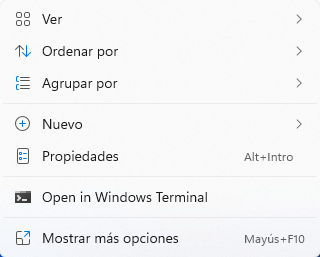 Ver
Ordenar por
Agrupar por
Nuevo
Propiedades Alt+Intro
Open in Windows Terminal
Mostrar más opciones Mayús+F10